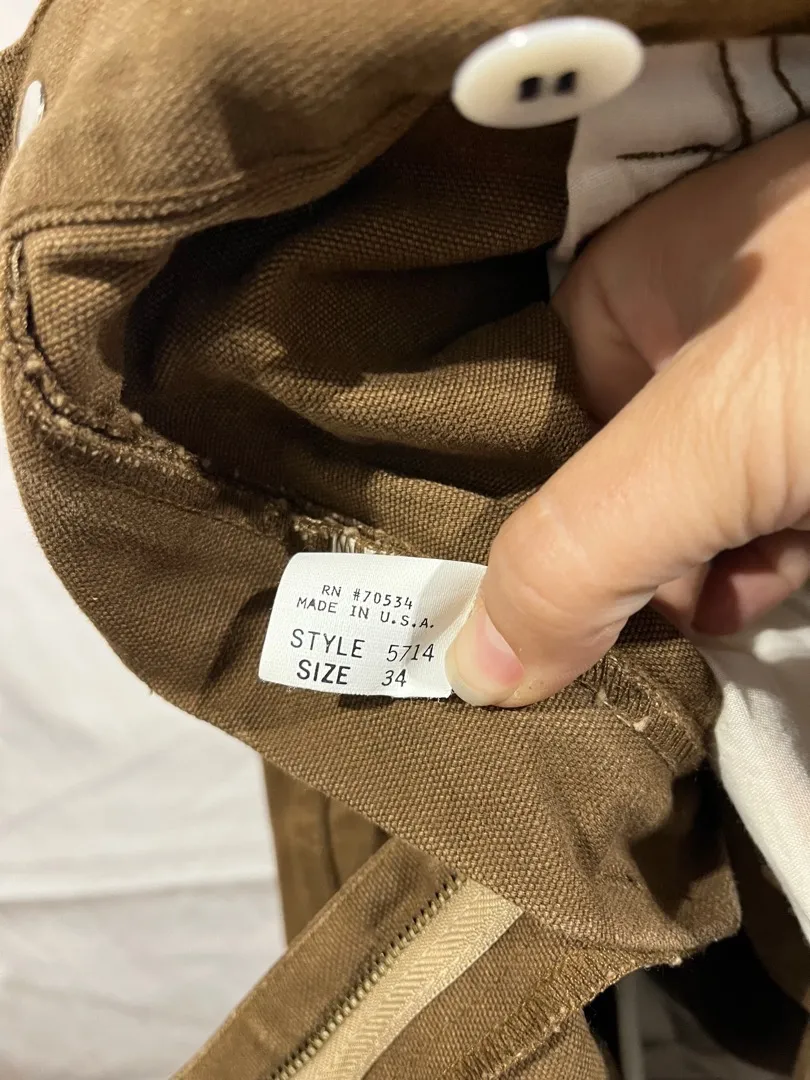 RN #70534
MADE IN U.S.A.
STYLE 5714
SIZE 34